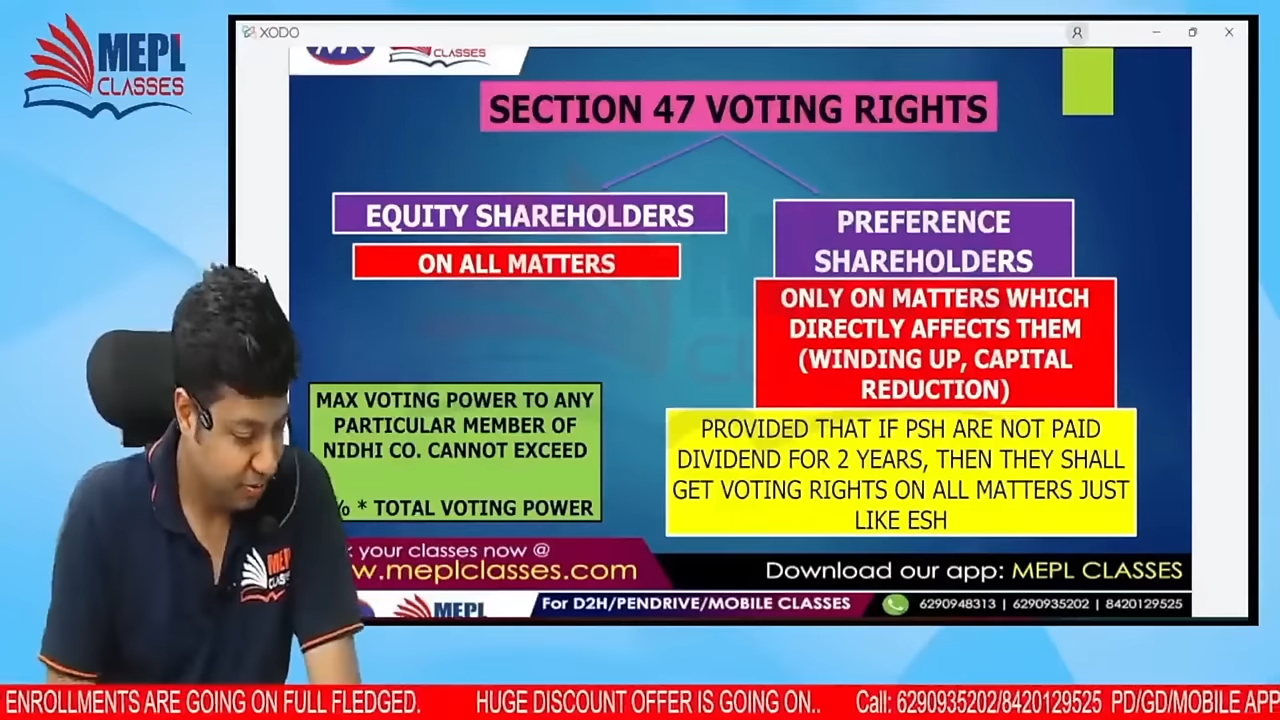 MEPL
CLASSES
XODO
CLASSES
SECTION 47 VOTING RIGHTS
EQUITY SHAREHOLDERS
ON ALL MATTERS
PREFERENCE
SHAREHOLDERS
ONLY ON MATTERS WHICH
DIRECTLY AFFECTS THEM
(WINDING UP, CAPITAL
REDUCTION)
MAX VOTING POWER TO ANY
PARTICULAR MEMBER OF
NIDHI CO. CANNOT EXCEED
% * TOTAL VOTING POWER
PROVIDED THAT IF PSH ARE NOT PAID
DIVIDEND FOR 2 YEARS, THEN THEY SHALL
GET VOTING RIGHTS ON ALL MATTERS JUST
LIKE ESH
your classes now @
w.meplclasses.com
Download our app: MEPL CLASSES
MEPL
For D2H/PENDRIVE/MOBILE CLASSES
6290948313 | 6290935202 | 8420129525
ENROLLMENTS ARE GOING ON FULL FLEDGED. HUGE DISCOUNT OFFER IS GOING ON.. Call: 6290935202/8420129525 PD/GD/MOBILE APP